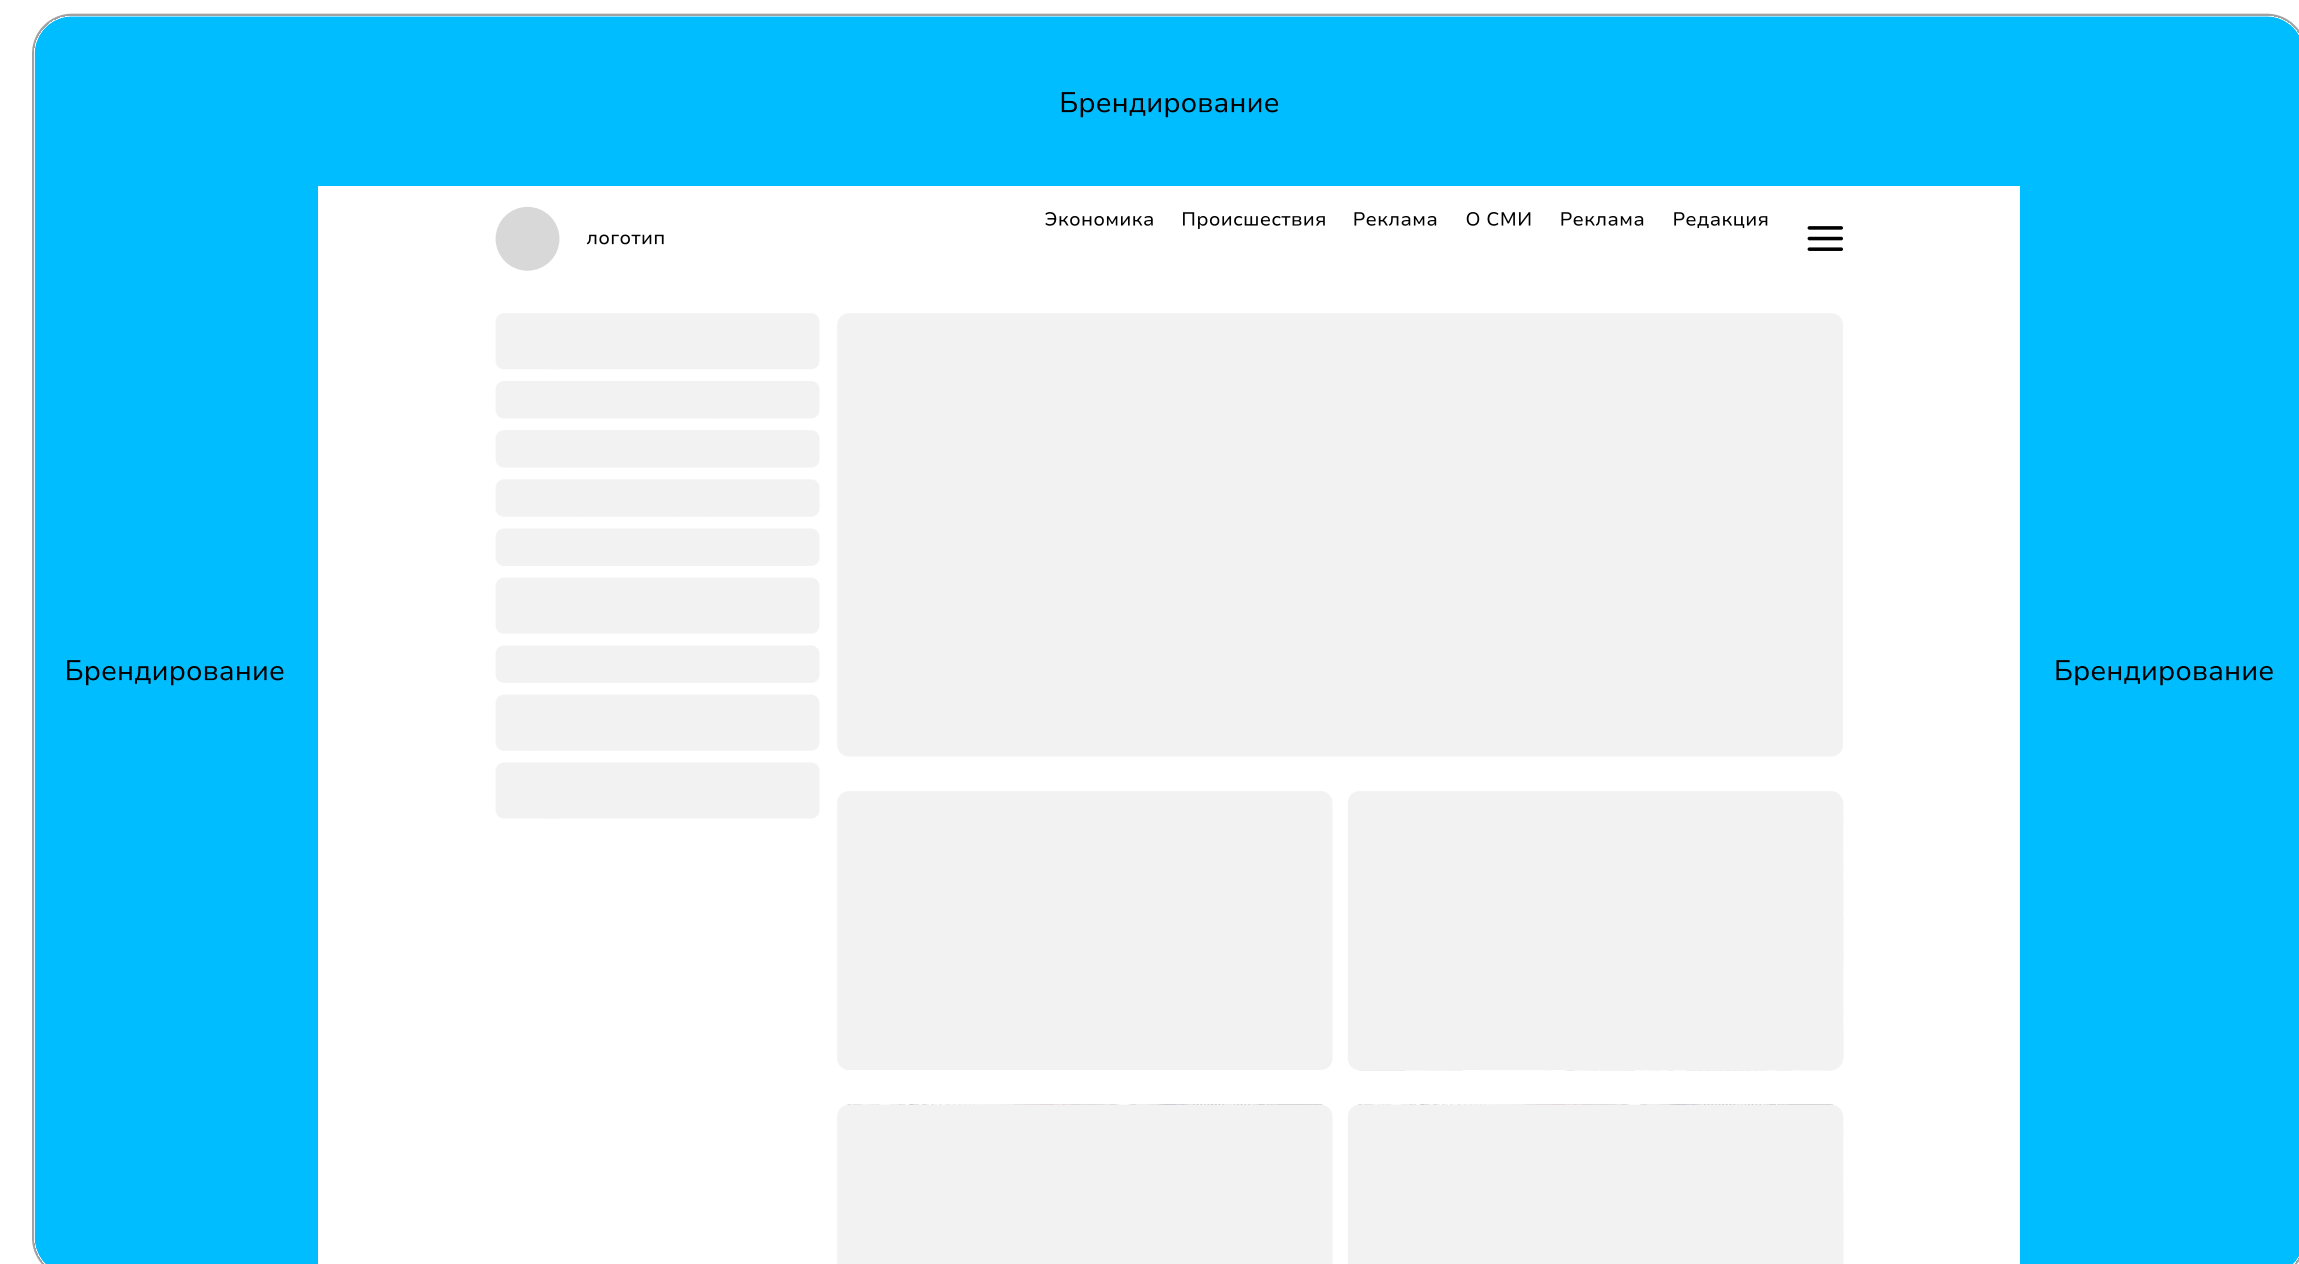 Брендирование
логотип
Экономика Происшествия Реклама О СМИ Реклама Редакция
Брендирование
Брендирование